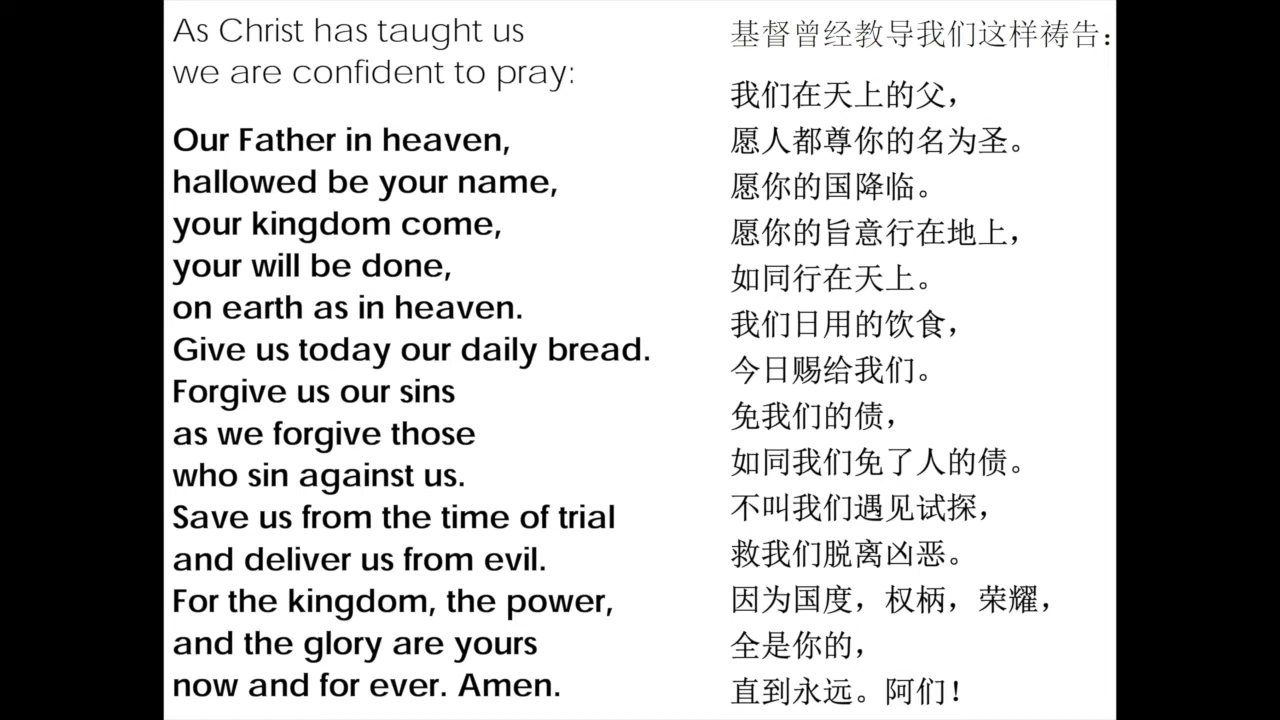 As Christ has taught us
we are confident to pray:
Our Father in heaven,
hallowed be your name,
your kingdom come,
your will be done,
on earth as in heaven.
Give us today our daily bread.
Forgive us our sins
as we forgive those
who sin against us.
Save us from the time of trial
and deliver us from evil.
For the kingdom, the power,
and the glory are yours
now and for ever. Amen.
基督曾经教导我们这样祷告：
我们在天上的父，
愿人都尊你的名为圣。
愿你的国降临。
愿你的旨意行在地上，
如同行在天上。
我们日用的饮食，
今日赐给我们。
免我们的债，
如同我们免了人的债。
不叫我们遇见试探，
救我们脱离凶恶。
因为国度，权柄，荣耀，
全是你的，
直到永远。阿们！